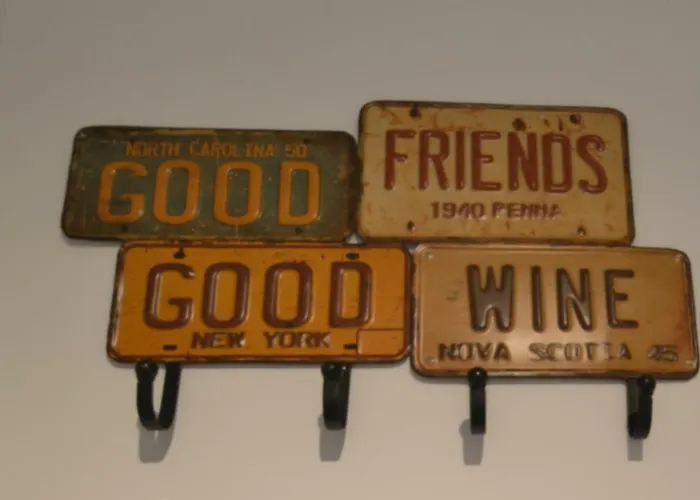 NORTH CAROLINA 50
GOOD
FRIENDS
1940 PENNA
GOOD
NEW YORK
WINE
NOVA SCOTIA 45